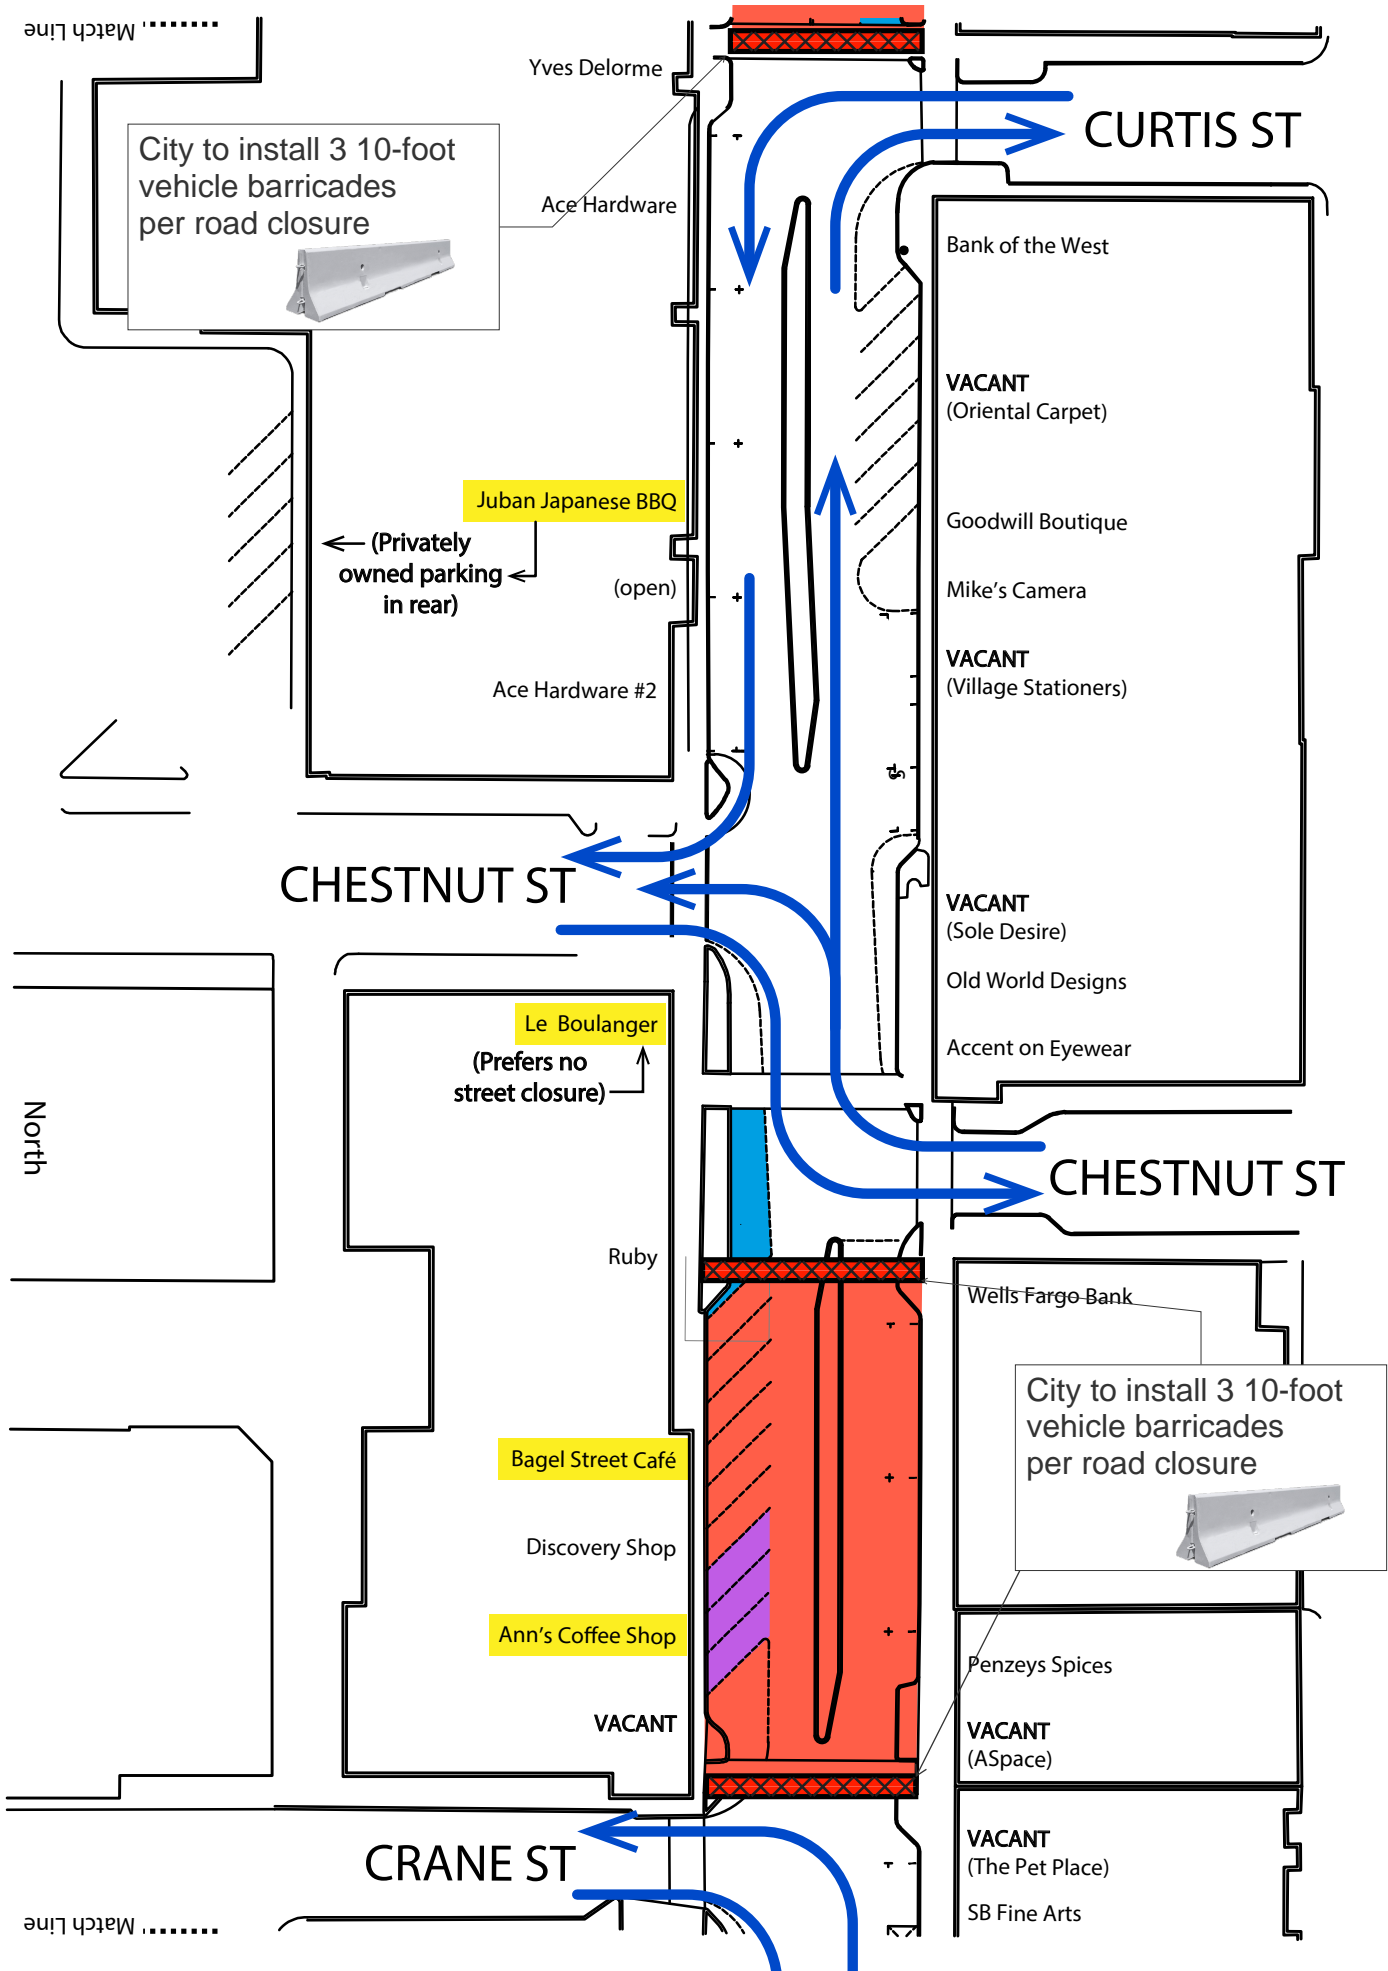 Match Line
Yves Delorme
CURTIS ST
City to install 3 10-foot
vehicle barricades
per road closure
Ace Hardware
Bank of the West
VACANT
(Oriental Carpet)
Juban Japanese BBQ
(Privately
owned parking
in rear)
Goodwill Boutique
(open)
Mike's Camera
VACANT
(Village Stationers)
Ace Hardware #2
CHESTNUT ST
VACANT
(Sole Desire)
Old World Designs
Le Boulanger
(Prefers no
street closure)
Accent on Eyewear
North
CHESTNUT ST
Ruby
Wells Fargo Bank
City to install 3 10-foot
vehicle barricades
per road closure
Bagel Street Café
Discovery Shop
Ann's Coffee Shop
Penzeys Spices
VACANT
VACANT
(ASpace)
CRANE ST
VACANT
(The Pet Place)
SB Fine Arts
Match Line